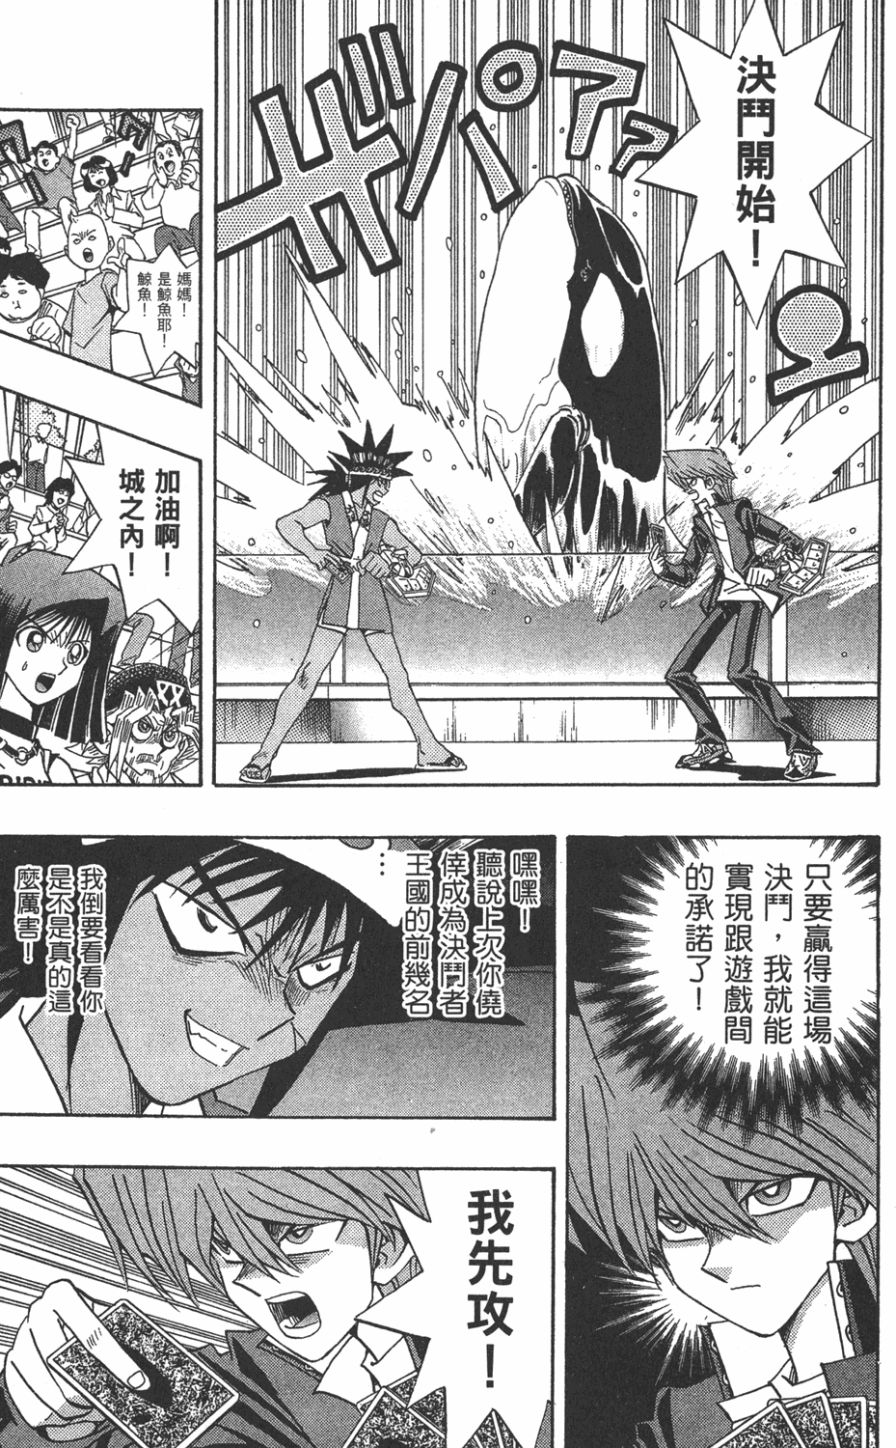 決鬥開始！
ザパァァ
媽媽！
是鯨魚耶！
鯨魚！
加油啊！
城之內！
只要贏得這場
決鬥，我就能
實現跟遊戲間
的承諾了！
嘿嘿！
聽說上次你僥
倖成為決鬥者
王國的前幾名
…
我倒要看看你
是不是真的這
麼厲害！
我先攻！